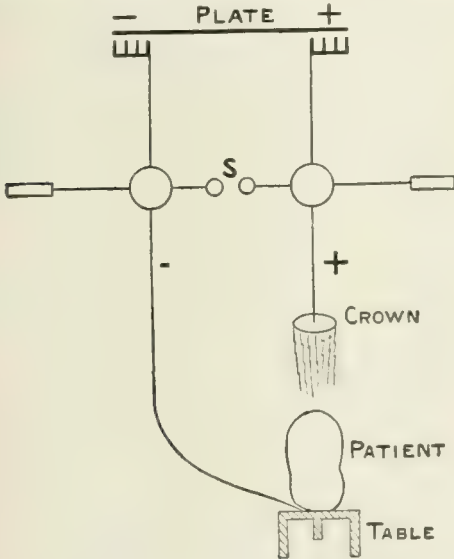 - PLATE +
S
- +
CROWN
PATIENT
TABLE